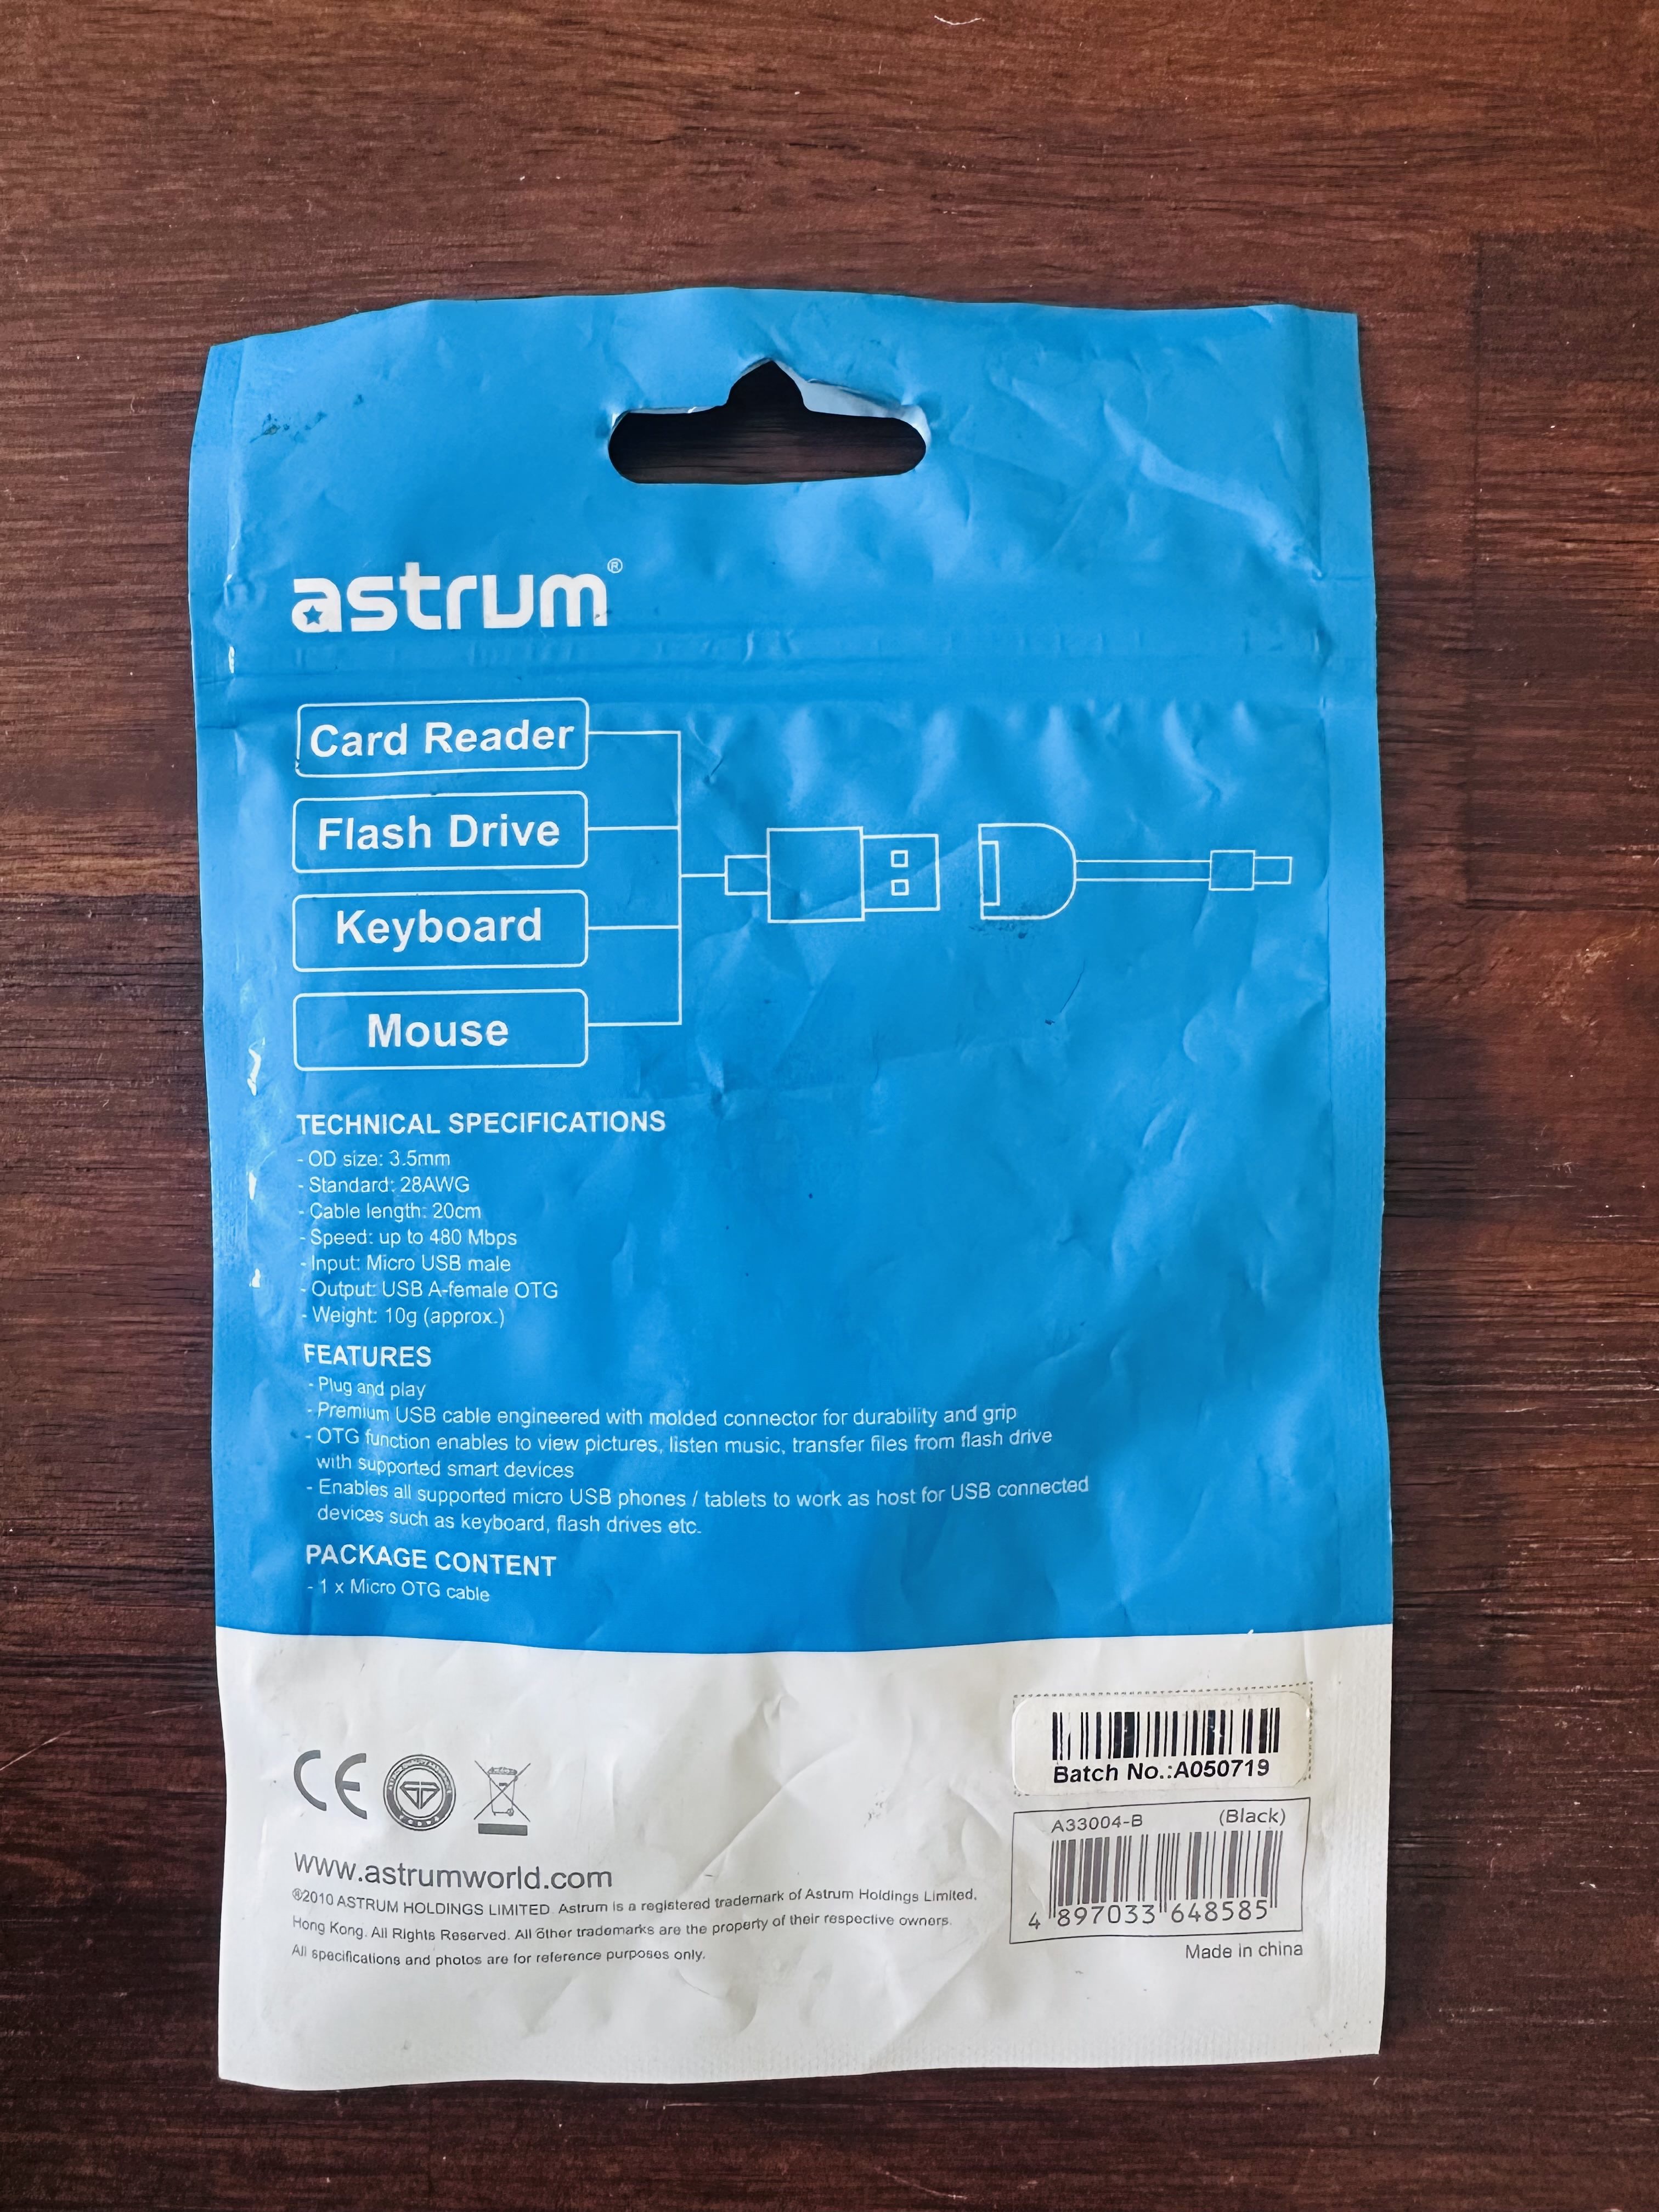 astrum®
Card Reader
Flash Drive
Keyboard
Mouse
TECHNICAL SPECIFICATIONS
- OD size: 3.5mm
- Standard: 28AWG
- Cable length: 20cm
- Speed: up to 480 Mbps
- Input: Micro USB male
- Output: USB A-female OTG
- Weight: 10g (approx.)
FEATURES
- Plug and play
- Premium USB cable engineered with molded connector for durability and grip
- OTG function enables to view pictures, listen music, transfer files from flash drive
with supported smart devices
- Enables all supported micro USB phones / tablets to work as host for USB connected
devices such as keyboard, flash drives etc.
PACKAGE CONTENT
- 1 x Micro OTG cable
Batch No.:A050719
CE
A33004-B (Black)
4 897033 648585
Made in china
www.astrumworld.com
®2010 ASTRUM HOLDINGS LIMITED. Astrum is a registered trademark of Astrum Holdings Limited,
Hong Kong. All Rights Reserved. All other trademarks are the property of their respective owners.
All specifications and photos are for reference purposes only.